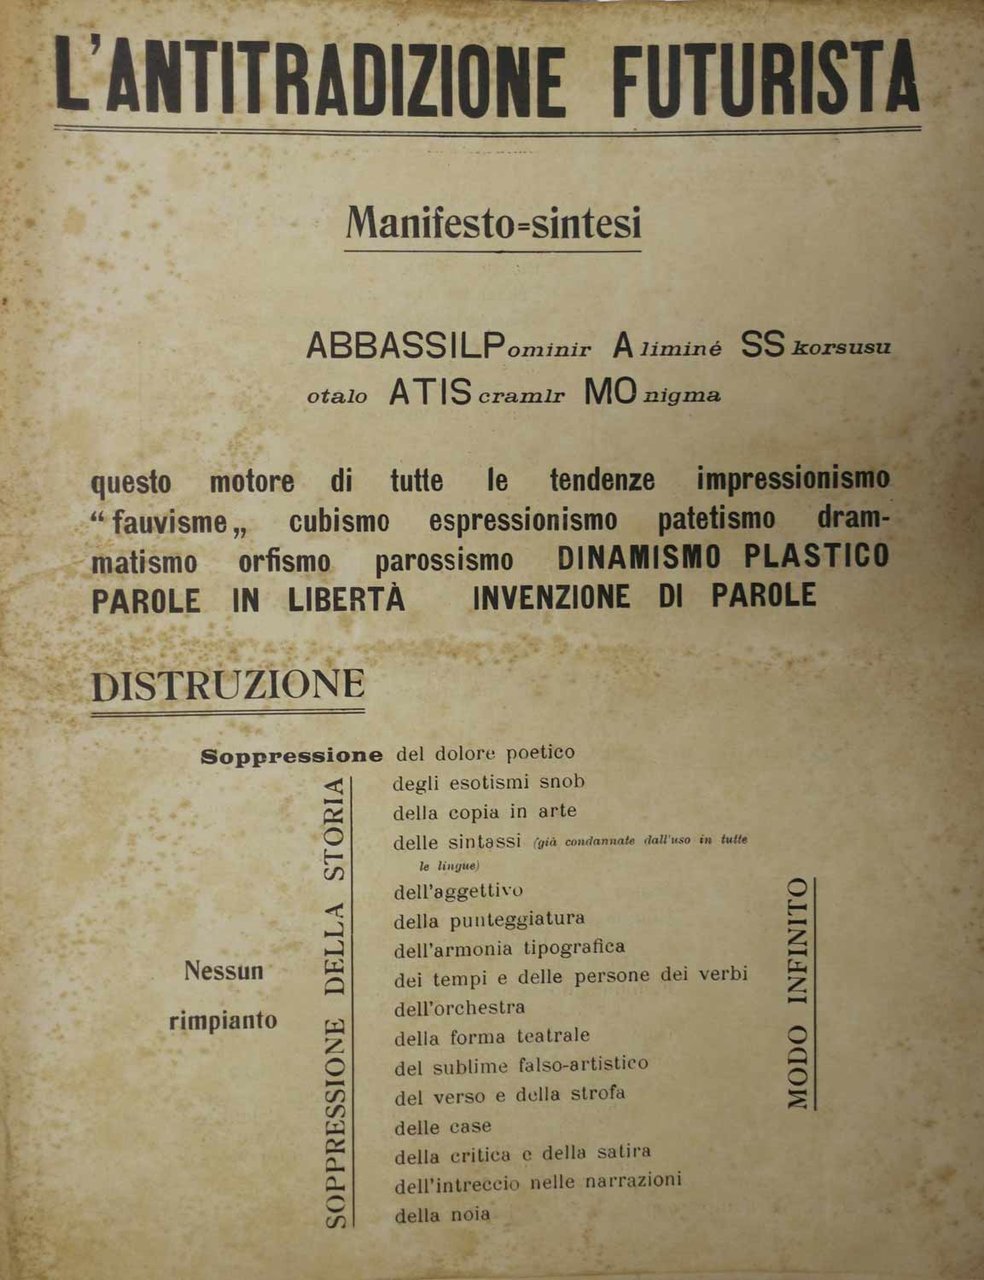 L'ANTITRADIZIONE FUTURISTA
Manifesto=sintesi
ABBASSILPominir Aliminé SSkorsusu
otalo ATIScramlr MOnigma
questo motore di tutte le tendenze impressionismo
“fauvisme„ cubismo espressionismo patetismo dram-
matismo orfismo parossismo DINAMISMO PLASTICO
PAROLE IN LIBERTÀ INVENZIONE DI PAROLE
DISTRUZIONE
Soppressione del dolore poetico
degli esotismi snob
della copia in arte
delle sintassi (già condannate dall'uso in tutte
le lingue)
dell'aggettivo
della punteggiatura
dell'armonia tipografica
dei tempi e delle persone dei verbi
dell'orchestra
della forma teatrale
del sublime falso-artistico
del verso e della strofa
delle case
della critica e della satira
dell'intreccio nelle narrazioni
della noia
SOPPRESSIONE DELLA STORIA
Nessun
rimpianto
MODO INFINITO